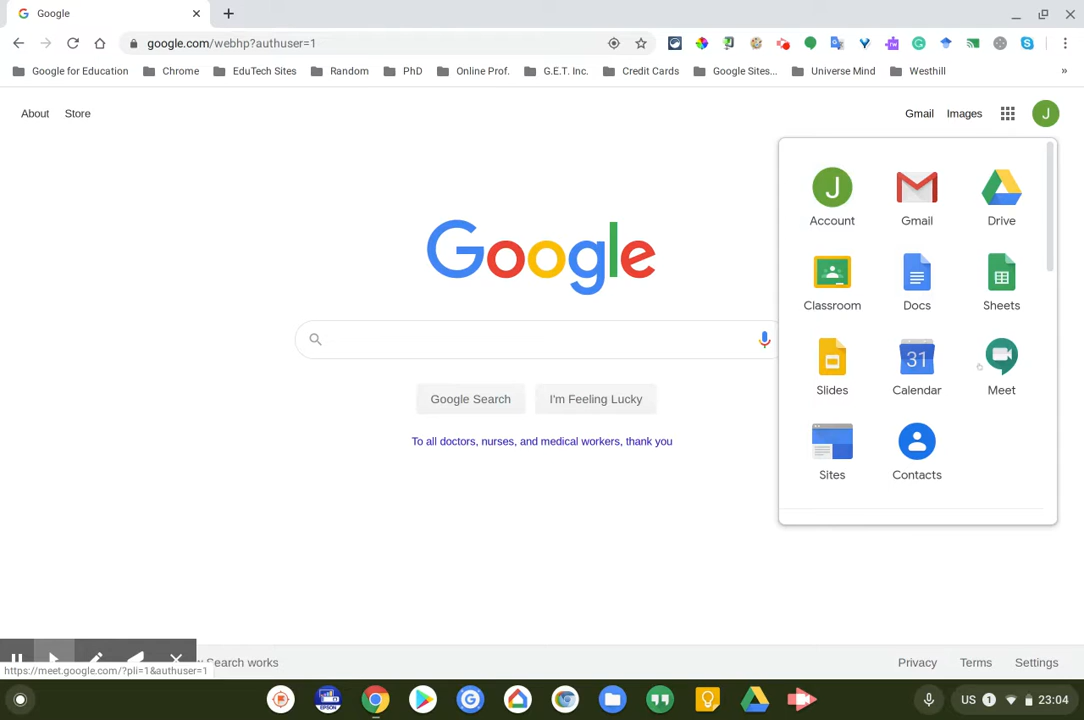 Google
google.com/webhp?authuser=1
Google for Education
Chrome
EduTech Sites
Random
PhD
Online Prof.
G.E.T. Inc.
Credit Cards
Google Sites...
Universe Mind
Westhill
»
About
Store
Gmail
Images
J
J
Account
Gmail
Drive
Classroom
Docs
Sheets
31
Slides
Calendar
Meet
Sites
Contacts
Google
Google Search
I'm Feeling Lucky
To all doctors, nurses, and medical workers, thank you
Search works
Privacy
Terms
Settings
https://meet.google.com/?pli=1&authuser=1
EPSON
US
1
23:04